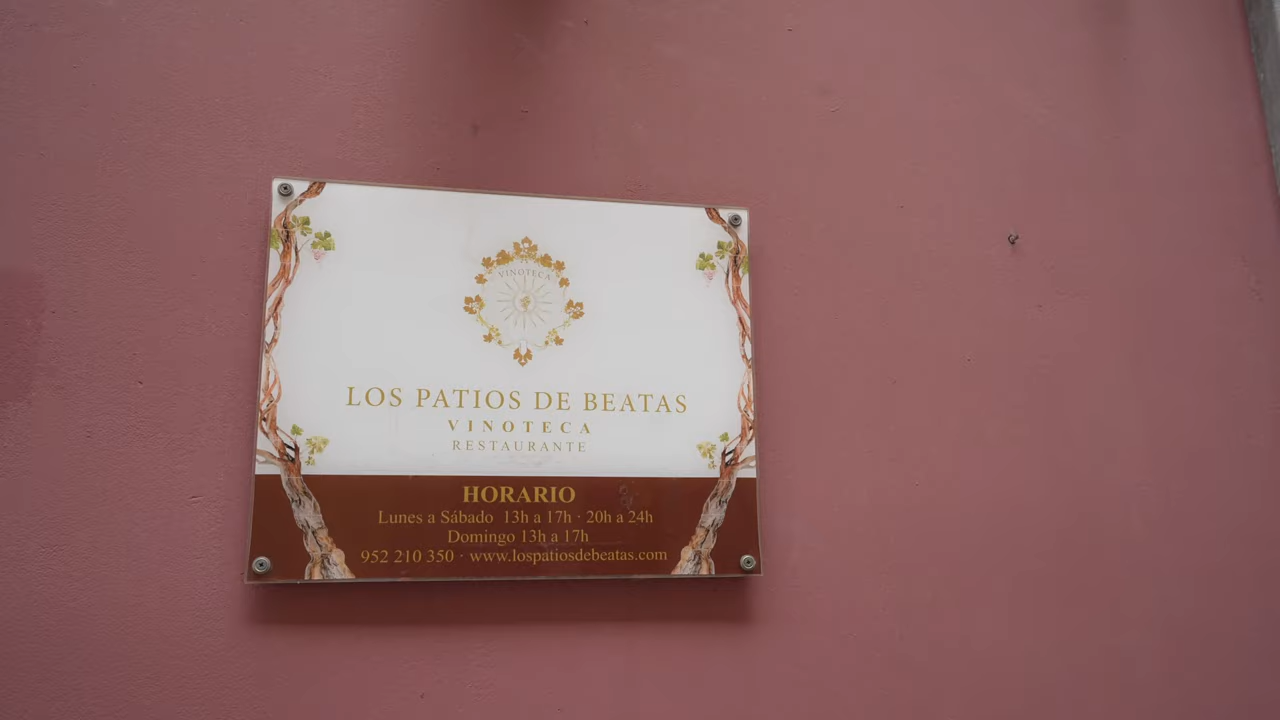 VINOTECA
LOS PATIOS DE BEATAS
VINOTECA
RESTAURANTE
HORARIO
Lunes a Sábado 13h a 17h · 20h a 24h
Domingo 13h a 17h
952 210 350 · www.lospatiosdebeatas.com